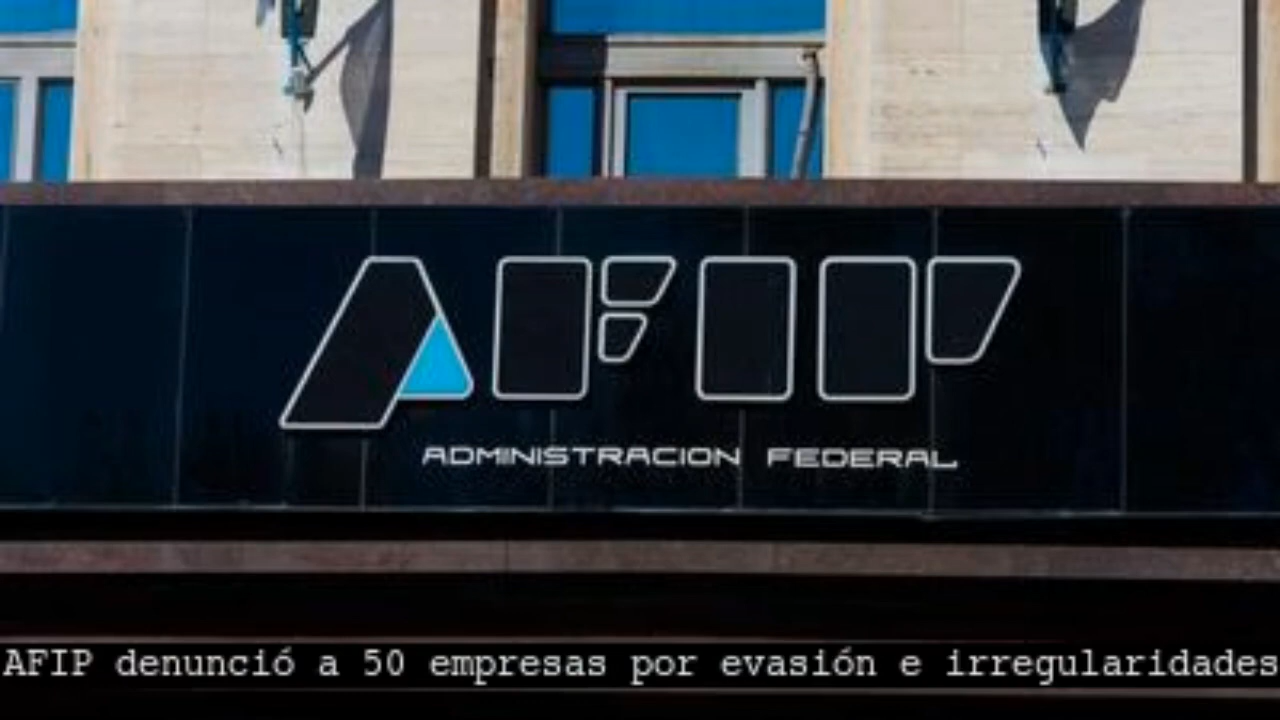 AFIP
ADMINISTRACION FEDERAL
AFIP denunció a 50 empresas por evasión e irregularidades